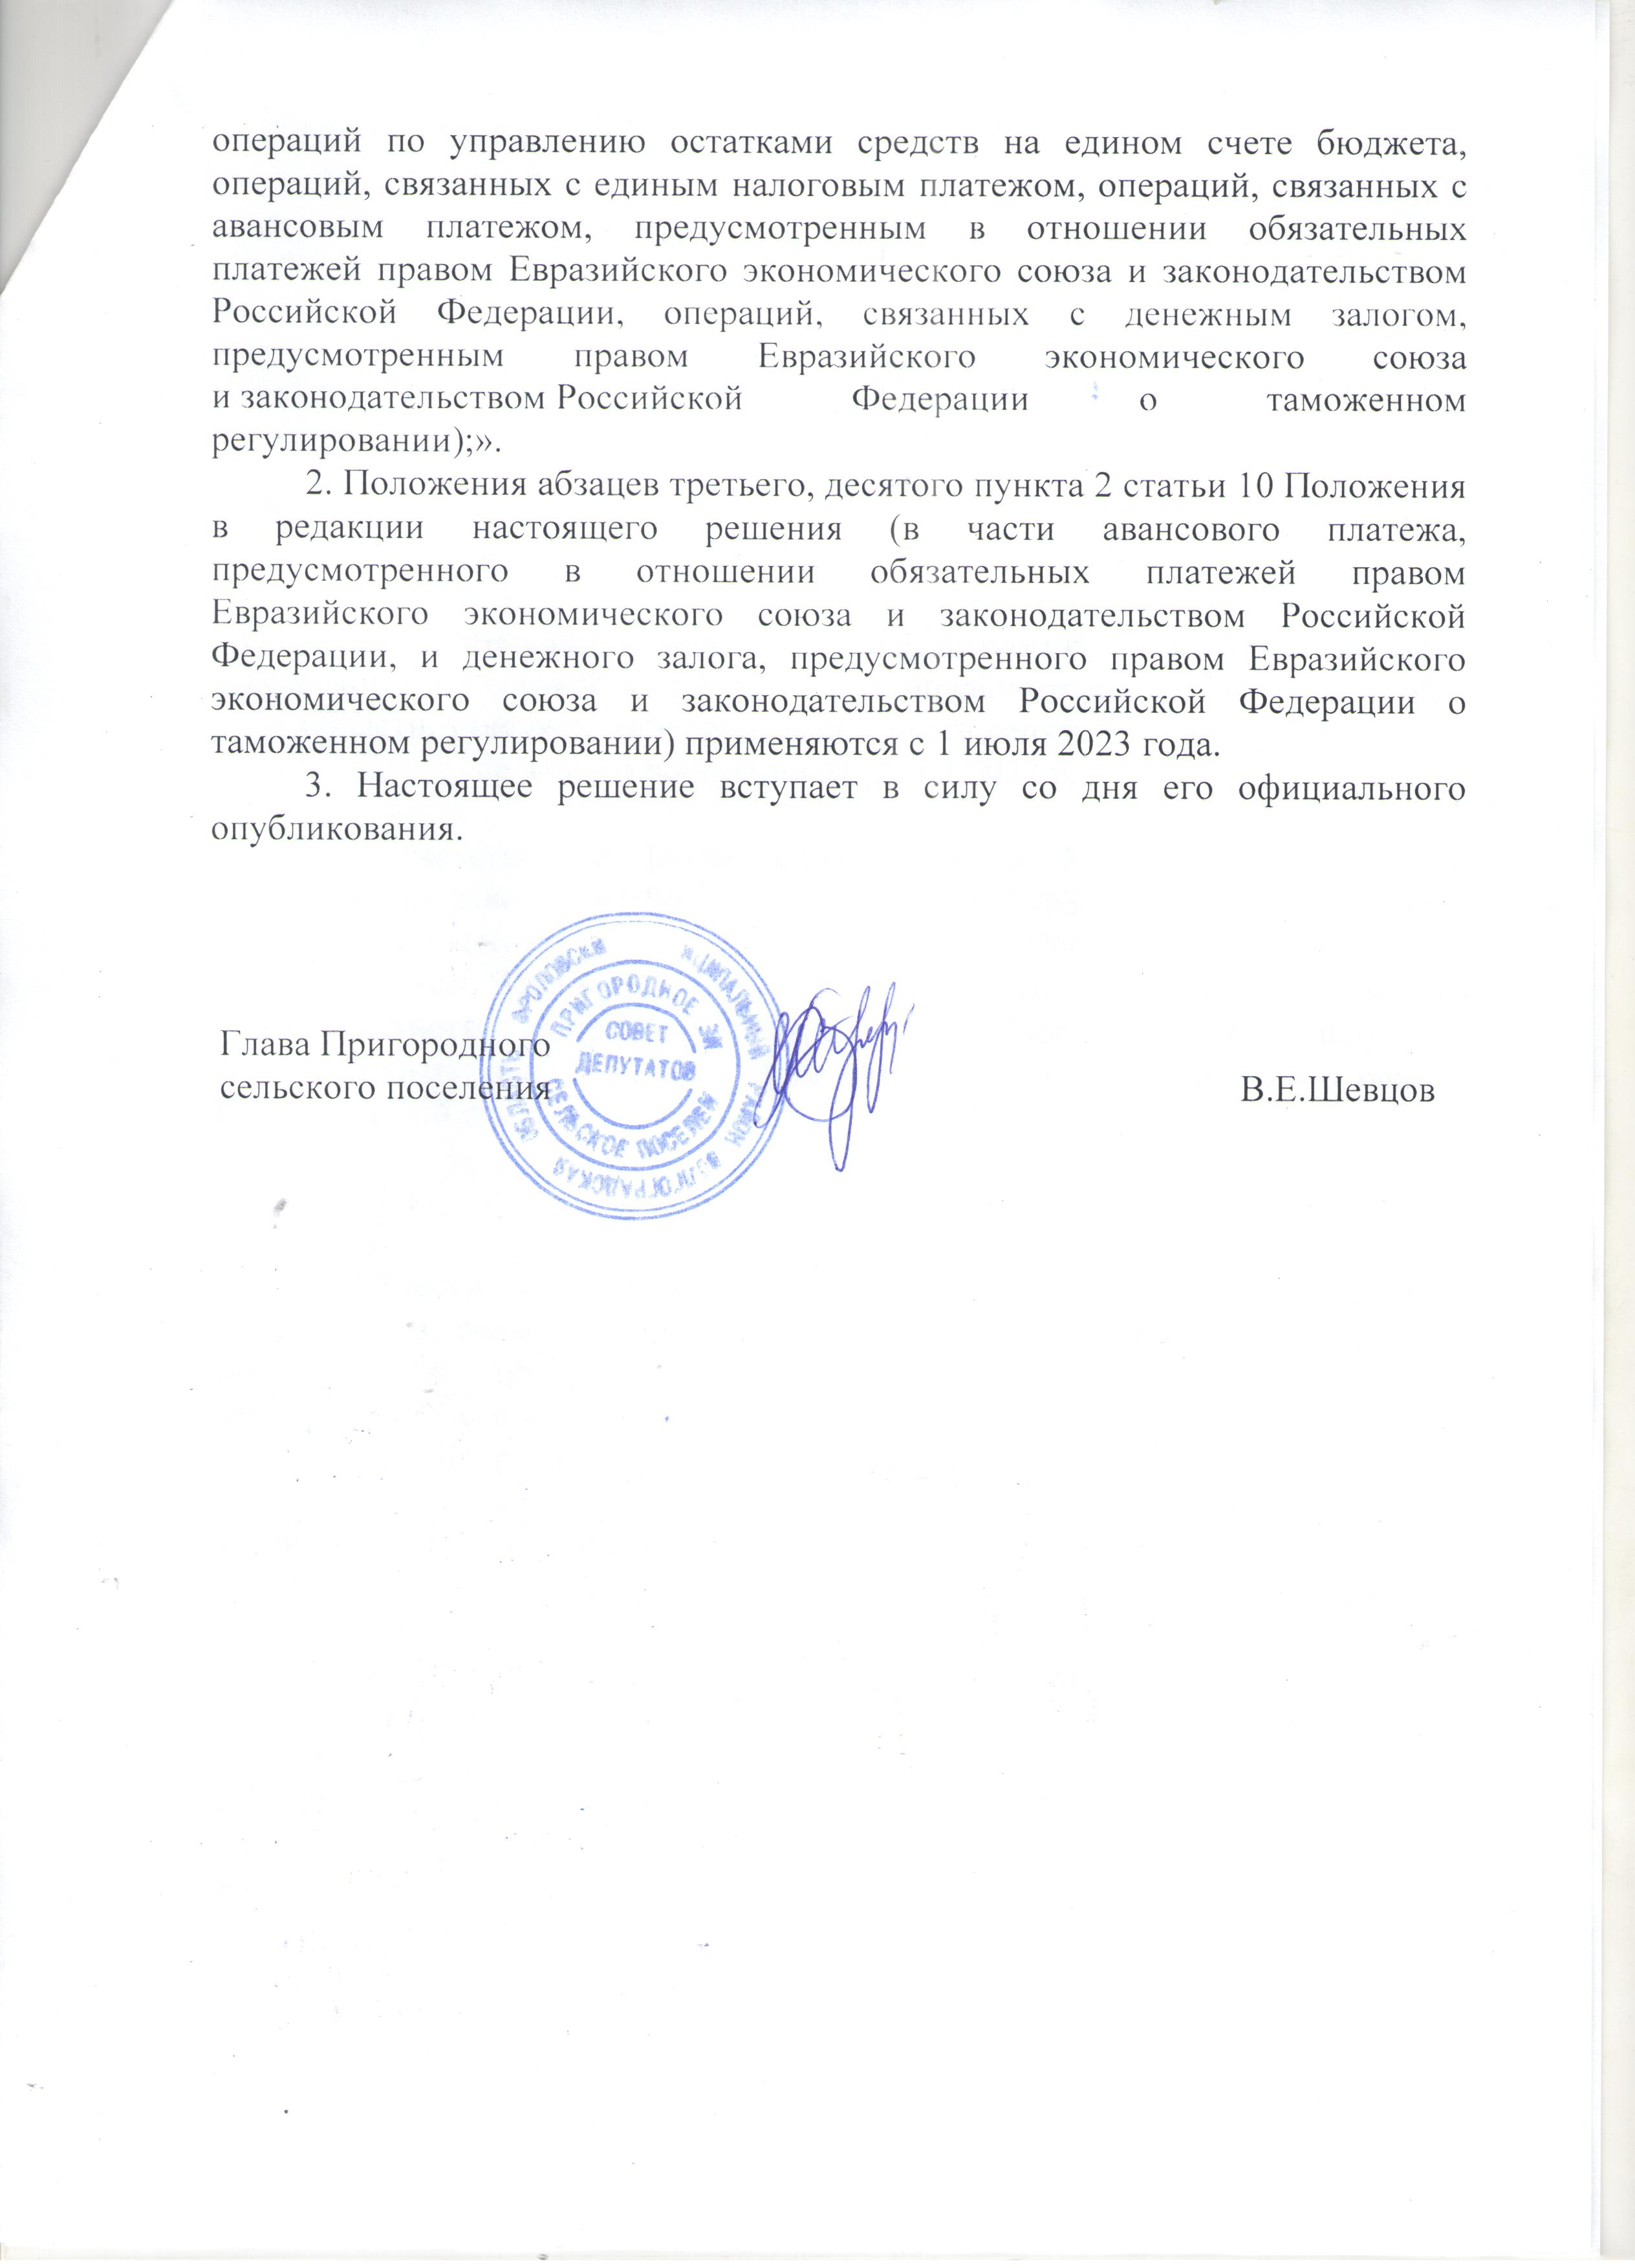 операций по управлению остатками средств на едином счете бюджета,
операций, связанных с единым налоговым платежом, операций, связанных с
авансовым платежом, предусмотренным в отношении обязательных
платежей правом Евразийского экономического союза и законодательством
Российской Федерации, операций, связанных с денежным залогом,
предусмотренным правом Евразийского экономического союза
и законодательством Российской Федерации о таможенном
регулировании);».
2. Положения абзацев третьего, десятого пункта 2 статьи 10 Положения
в редакции настоящего решения (в части авансового платежа,
предусмотренного в отношении обязательных платежей правом
Евразийского экономического союза и законодательством Российской
Федерации, и денежного залога, предусмотренного правом Евразийского
экономического союза и законодательством Российской Федерации о
таможенном регулировании) применяются с 1 июля 2023 года.
3. Настоящее решение вступает в силу со дня его официального
опубликования.
Глава Пригородного
сельского поселения
В.Е.Шевцов
ПРИГОРОДНОЕ
СОВЕТ
ДЕПУТАТОВ
СЕЛЬСКОЕ